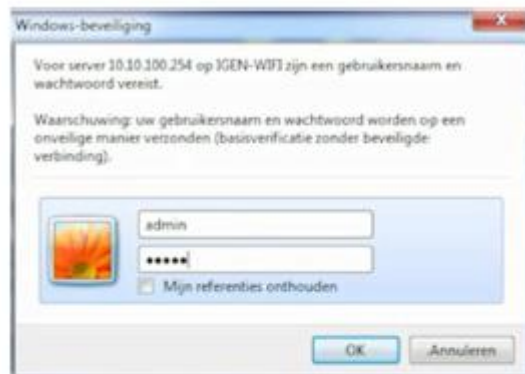 Windows-beveiliging
Voor server 10.10.100.254 op IGEN-WIFI zijn een gebruikersnaam en
wachtwoord vereist.
Waarschuwing: uw gebruikersnaam en wachtwoord worden op een
onveilige manier verzonden (basisverificatie zonder beveiligde
verbinding).
admin
●●●●●
Mijn referenties onthouden
OK
Annuleren